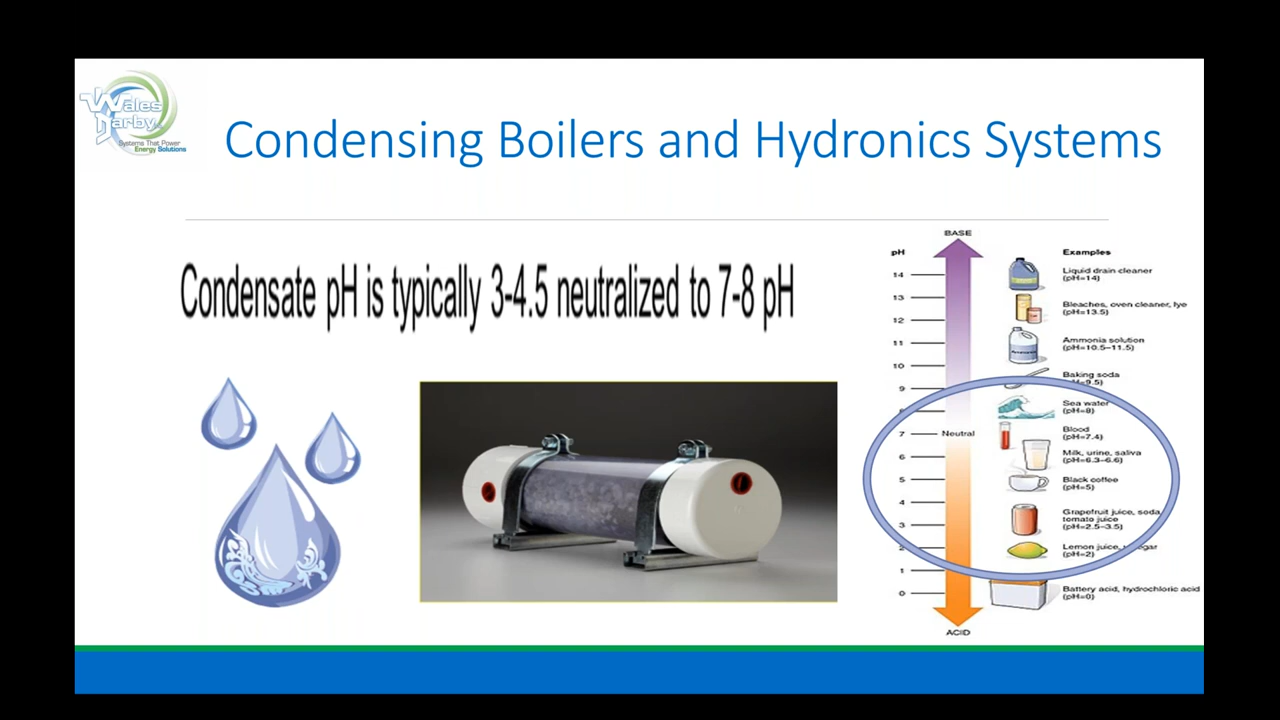 Wales
Darby
Systems That Power
Energy Solutions
Condensing Boilers and Hydronics Systems
Condensate pH is typically 3-4.5 neutralized to 7-8 pH
BASE
pH
Examples
14
Liquid drain cleaner
(pH=14)
13
Bleaches, oven cleaner, lye
(pH=13.5)
12
11
Ammonia solution
(pH=10.5–11.5)
Ammonia
10
Baking soda
9
Sea water
(pH=8)
7
Neutral
Blood
(pH=7.4)
6
Milk, urine, saliva
(pH=6.3–6.6)
5
Black coffee
(pH=5)
4
Grapefruit juice, soda,
tomato juice
(pH=2.5–3.5)
3
2
Lemon juice,
(pH=2)
1
Battery acid, hydrochloric acid
(pH=0)
0
ACID